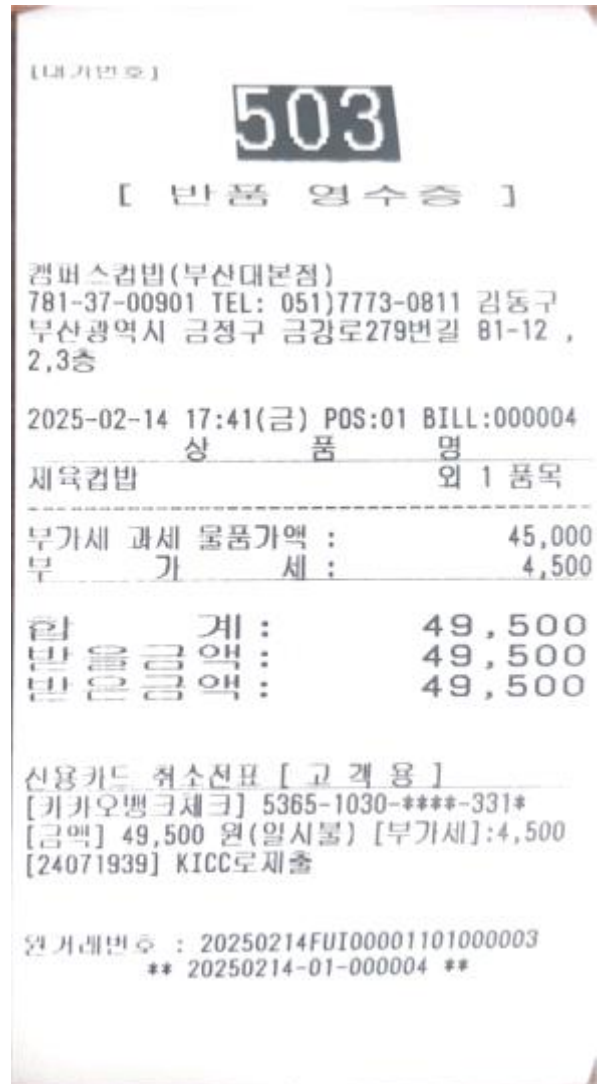 [대기번호]
503
[ 반품 영수증 ]
캠퍼스컵밥(부산대본점)
781-37-00901 TEL: 051)7773-0811 김동구
부산광역시 금정구 금강로279번길 81-12 ,
2,3층
2025-02-14 17:41(금) POS:01 BILL:000004
상 품 명
제육컵밥 외 1 품목
부가세 과세 물품가액 : 45,000
부 가 세 : 4,500
합 계 : 49,500
받을금액 : 49,500
받은금액 : 49,500
신용카드 취소전표 [ 고 객 용 ]
[카카오뱅크체크] 5365-1030-****-331*
[금액] 49,500 원(일시불) [부가세]:4,500
[24071939] KICC로제출
원거래번호 : 20250214FUI00001101000003
** 20250214-01-000004 **